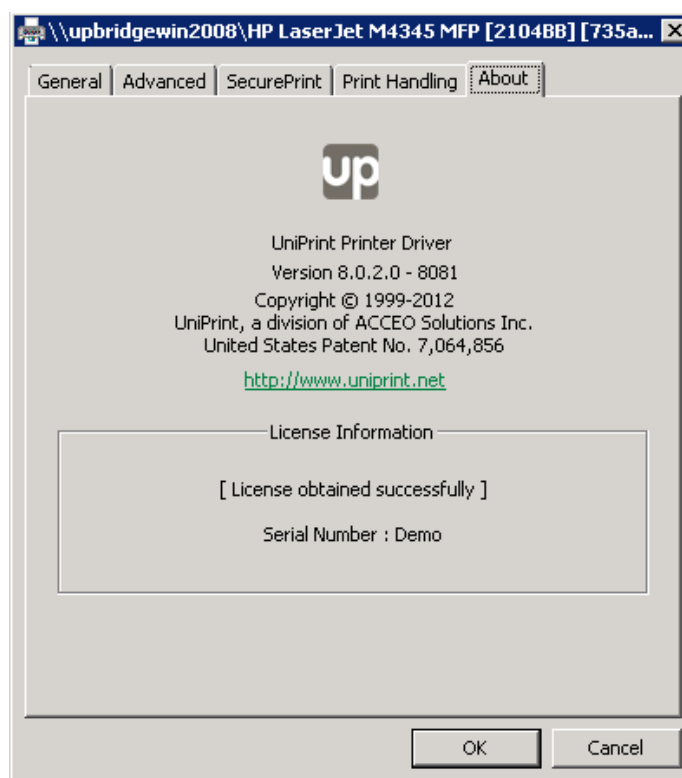 \\upbridgewin2008\HP LaserJet M4345 MFP [2104BB] [735a...
General Advanced SecurePrint Print Handling About
up
UniPrint Printer Driver
Version 8.0.2.0 - 8081
Copyright © 1999-2012
UniPrint, a division of ACCEO Solutions Inc.
United States Patent No. 7,064,856
http://www.uniprint.net
License Information
[ License obtained successfully ]
Serial Number : Demo
OK Cancel